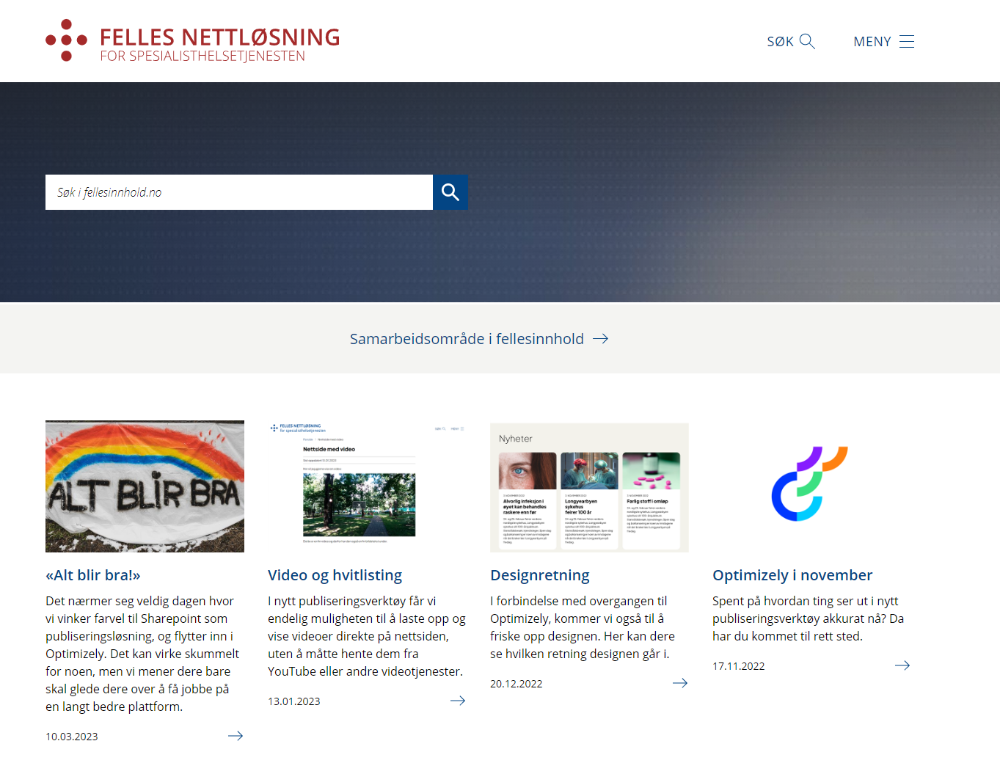 FELLES NETTLØSNING
FOR SPESIALISTHELSETJENESTEN
SØK
MENY
Søk i fellesinnhold.no
Samarbeidsområde i fellesinnhold
ALT BLIR BRA
FELLES NETTLØSNING
for spesialisthelsetjenesten
Nettside med video
Nyheter
Alvorlig infeksjon i
øyet kan behandles
raskere enn før
Longyearbyen
sykehus
feirer 100 år
Farlig stoff i omløp
«Alt blir bra!»
Det nærmer seg veldig dagen hvor
vi vinker farvel til Sharepoint som
publiseringsløsning, og flytter inn i
Optimizely. Det kan virke skummelt
for noen, men vi mener dere bare
skal glede dere over å få jobbe på
en langt bedre plattform.
10.03.2023
Video og hvitlisting
I nytt publiseringsverktøy får vi
endelig muligheten til å laste opp og
vise videoer direkte på nettsiden,
uten å måtte hente dem fra
YouTube eller andre videotjenester.
13.01.2023
Designretning
I forbindelse med overgangen til
Optimizely, kommer vi også til å
friske opp designen. Her kan dere
se hvilken retning designen går i.
20.12.2022
Optimizely i november
Spent på hvordan ting ser ut i nytt
publiseringsverktøy akkurat nå? Da
har du kommet til rett sted.
17.11.2022